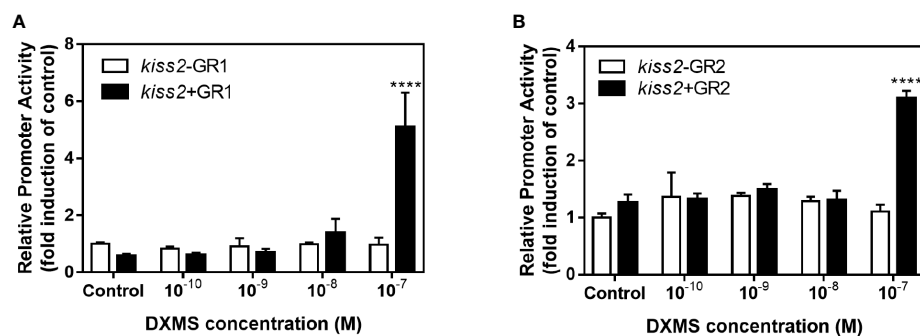 A
Relative Promoter Activity
(fold induction of control)
8
6
4
2
0
kiss2-GR1
kiss2+GR1
****
Control
10⁻¹⁰
10⁻⁹
10⁻⁸
10⁻⁷
DXMS concentration (M)
B
Relative Promoter Activity
(fold induction of control)
4
3
2
1
0
kiss2-GR2
kiss2+GR2
****
Control
10⁻¹⁰
10⁻⁹
10⁻⁸
10⁻⁷
DXMS concentration (M)